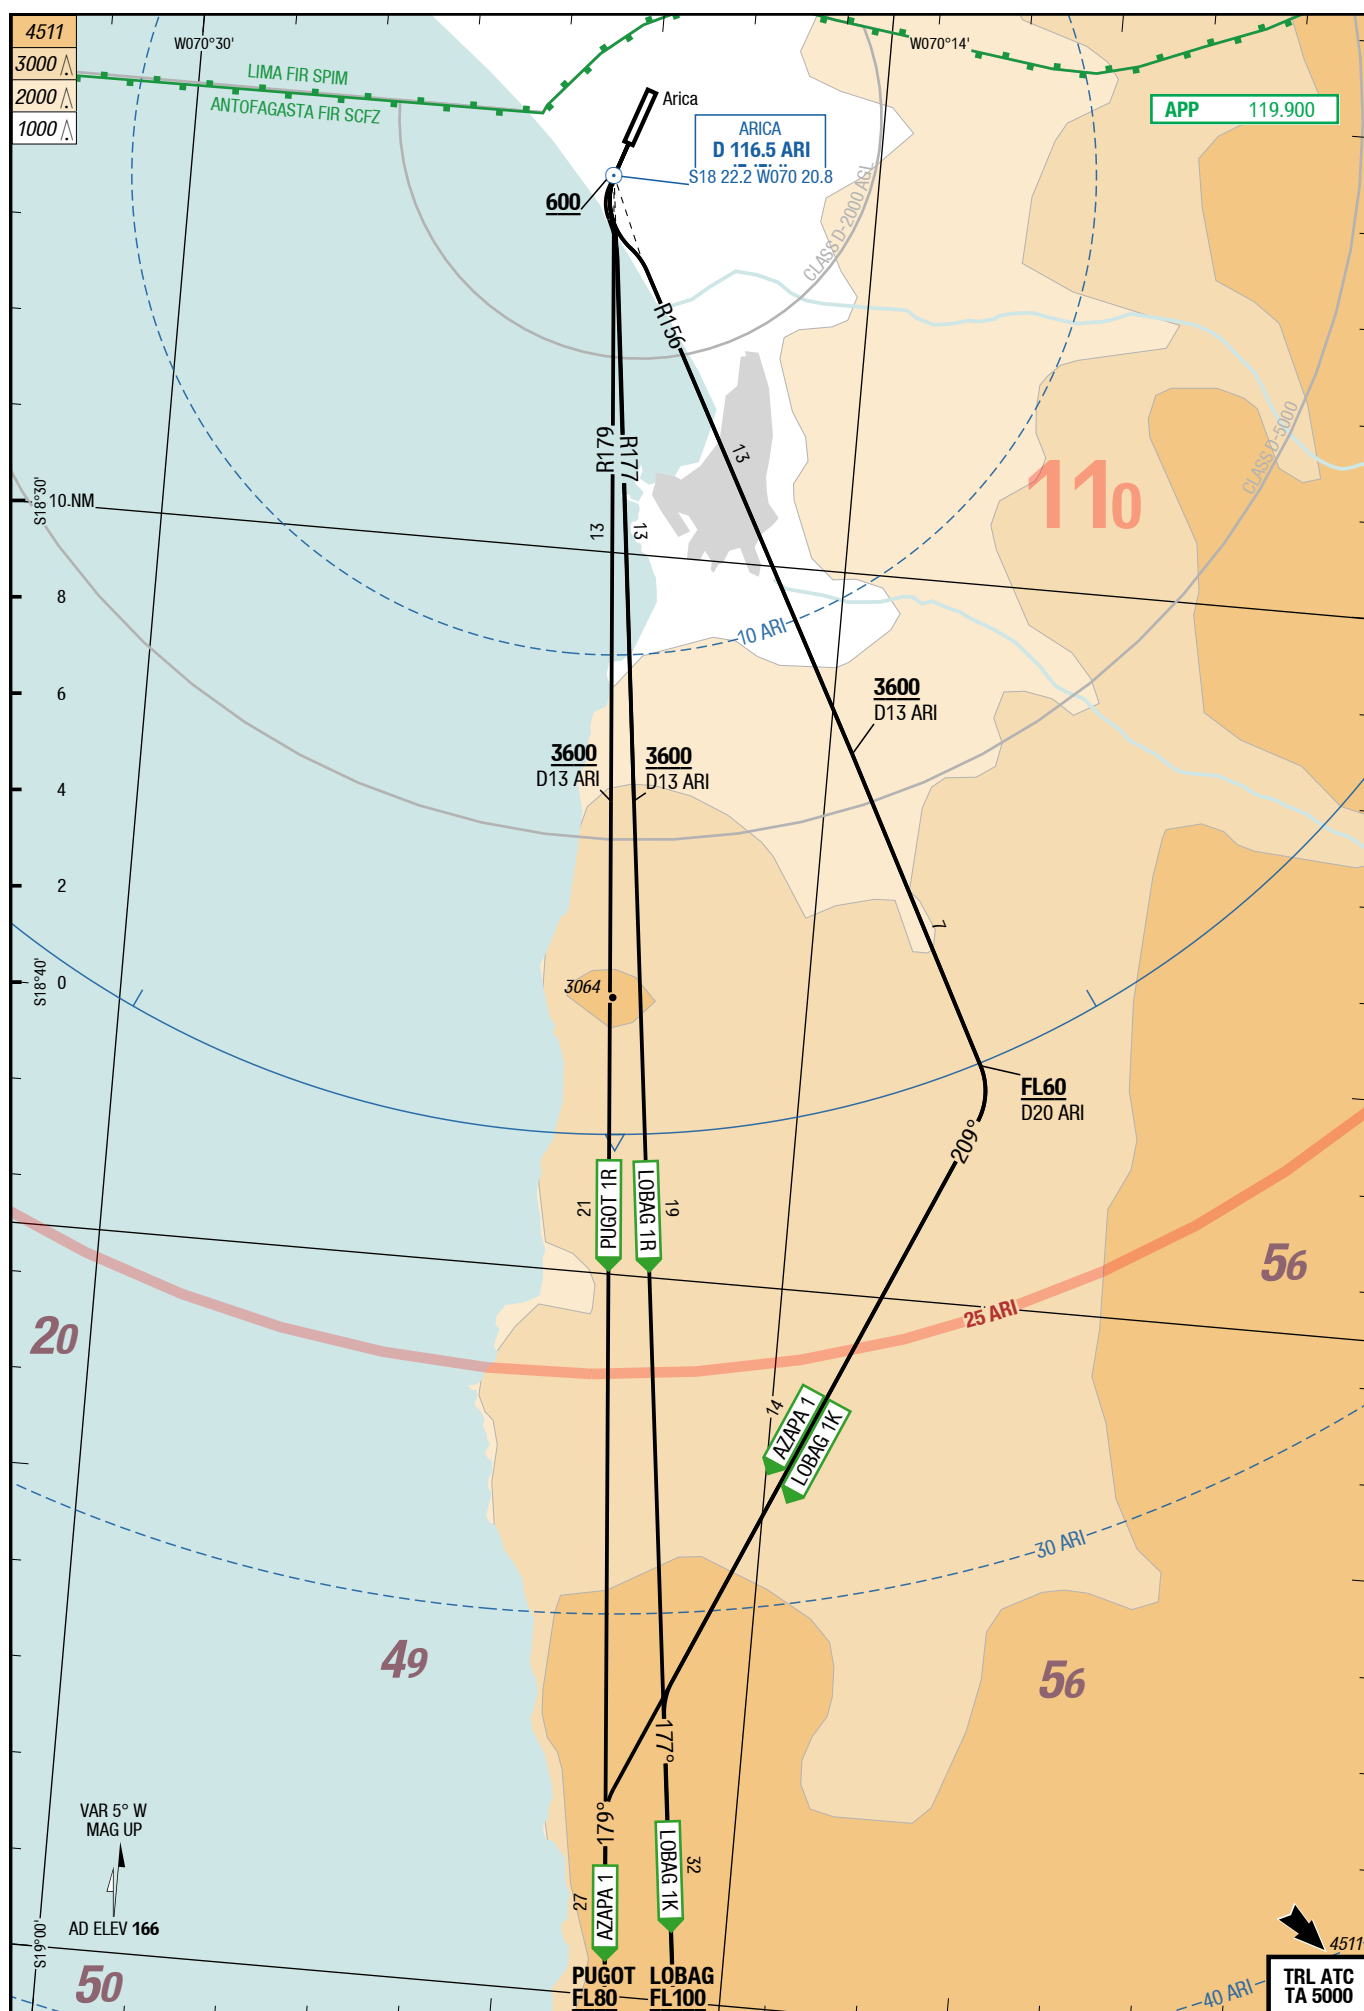 4511
3000
2000
1000
W070°30'
W070°14'
LIMA FIR SPIM
ANTOFAGASTA FIR SCFZ
Arica
APP 119.900
ARICA
D 116.5 ARI
S18 22.2 W070 20.8
600
CLASS D-2000 AGL
R156
R179
R177
CLASS D-5000
13
110
S18°30'
10 NM
13
13
8
10 ARI
6
3600
D13 ARI
3600
D13 ARI
3600
D13 ARI
4
2
7
S18°40'
0
3064
FL60
D20 ARI
209°
21
PUGOT 1R
LOBAG 1R
19
56
25 ARI
20
14
AZAPA 1
LOBAG 1K
30 ARI
49
56
177°
VAR 5° W
MAG UP
179°
LOBAG 1K
32
27
AZAPA 1
AD ELEV 166
S19°00'
4511
50
PUGOT
FL80
LOBAG
FL100
40 ARI
TRL ATC
TA 5000